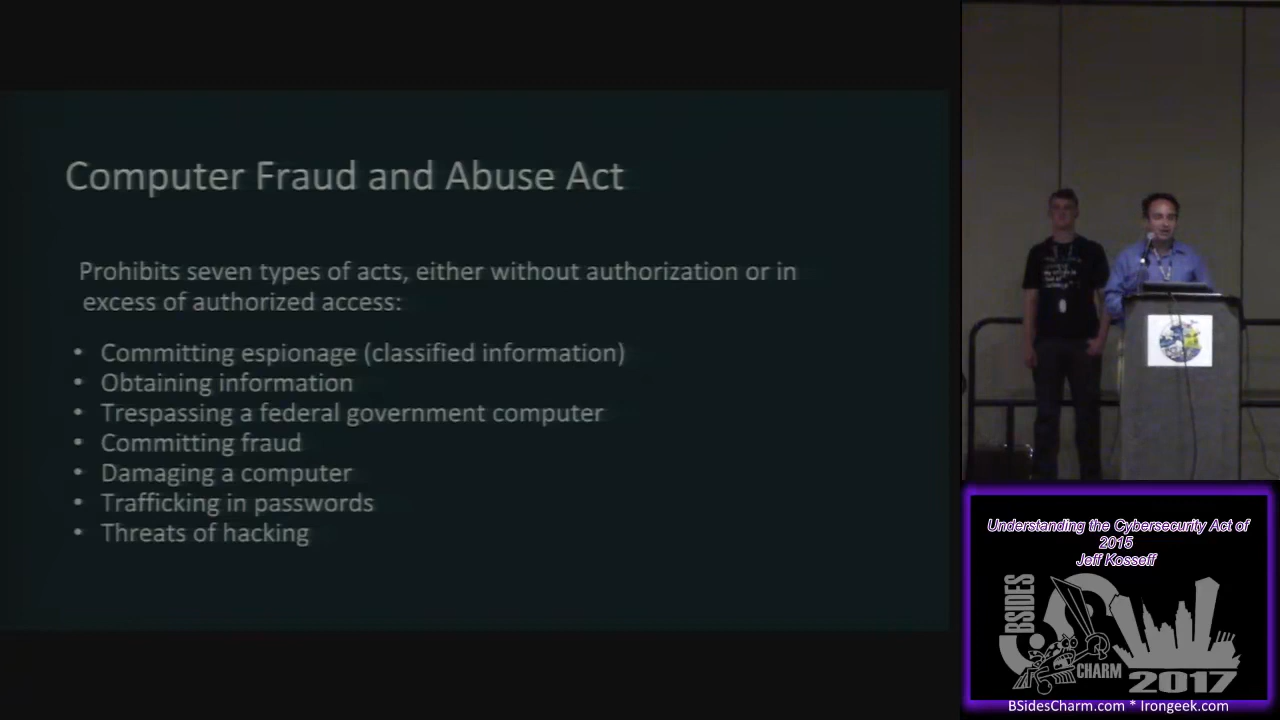 Computer Fraud and Abuse Act
Prohibits seven types of acts, either without authorization or in
excess of authorized access:
• Committing espionage (classified information)
• Obtaining information
• Trespassing a federal government computer
• Committing fraud
• Damaging a computer
• Trafficking in passwords
• Threats of hacking
Understanding the Cybersecurity Act of
2015
Jeff Kosseff
BSIDES
CHARM
2017
BSidesCharm.com * Irongeek.com